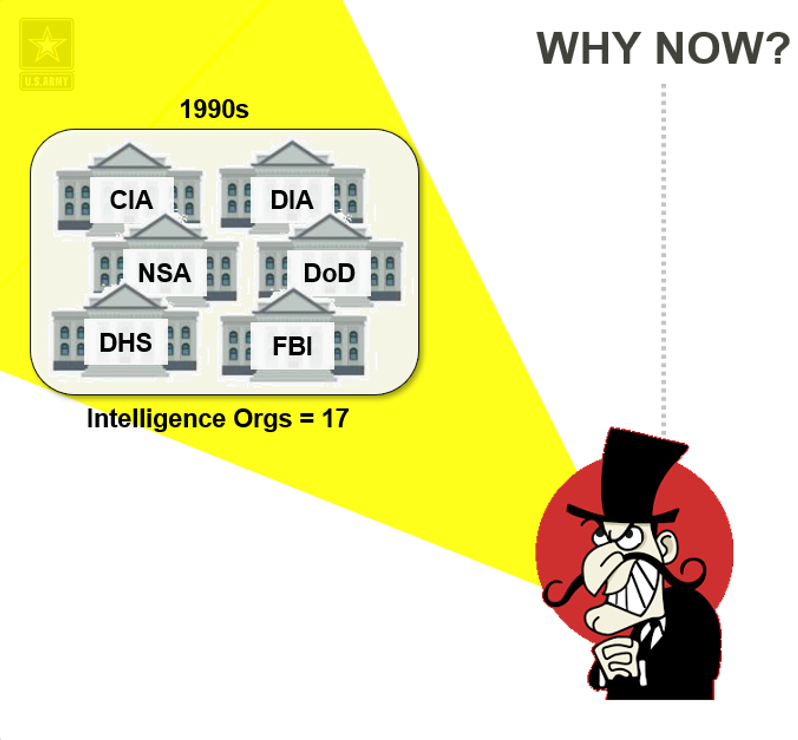 WHY NOW?
U.S.ARMY
1990s
CIA
DIA
NSA
DoD
DHS
FBI
Intelligence Orgs = 17